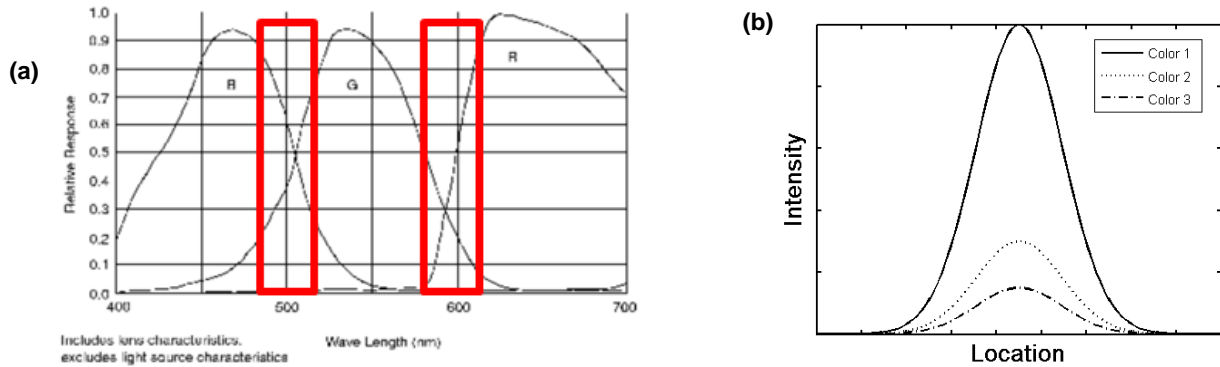 (a)
Relative Response
1.0
0.9
0.8
0.7
0.6
0.5
0.3
0.2
0.1
0.0
B
G
R
400
500
600
700
Wave Length (nm)
Includes lens characteristics.
excludes light source characteristics
(b)
Intensity
Color 1
Color 2
Color 3
Location